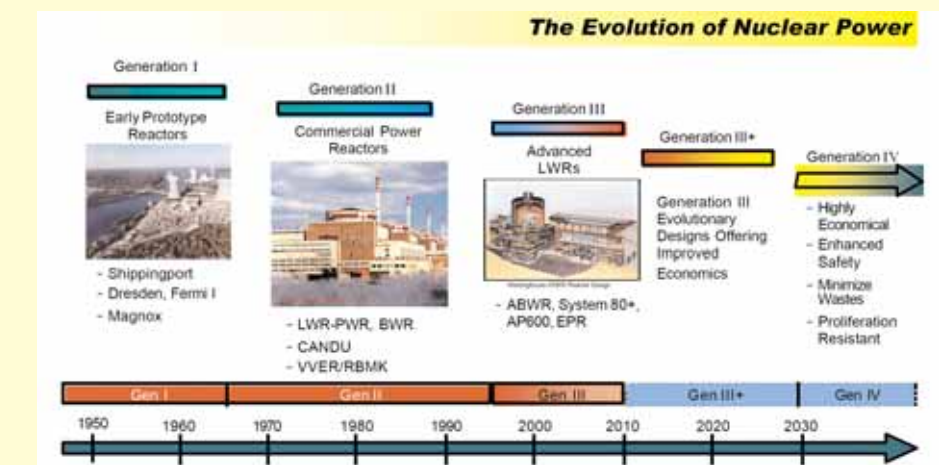 The Evolution of Nuclear Power
Generation I
Early Prototype
Reactors
- Shippingport
- Dresden, Fermi I
- Magnox
Generation II
Commercial Power
Reactors
- LWR-PWR, BWR
- CANDU
- VVER/RBMK
Generation III
Advanced
LWRs
- ABWR, System 80+,
AP600, EPR
Generation III+
Generation III
Evolutionary
Designs Offering
Improved
Economics
Generation IV
- Highly
Economical
- Enhanced
Safety
- Minimize
Wastes
- Proliferation
Resistant
Gen I
Gen II
Gen III
Gen III+
Gen IV
1950 1960 1970 1980 1990 2000 2010 2020 2030